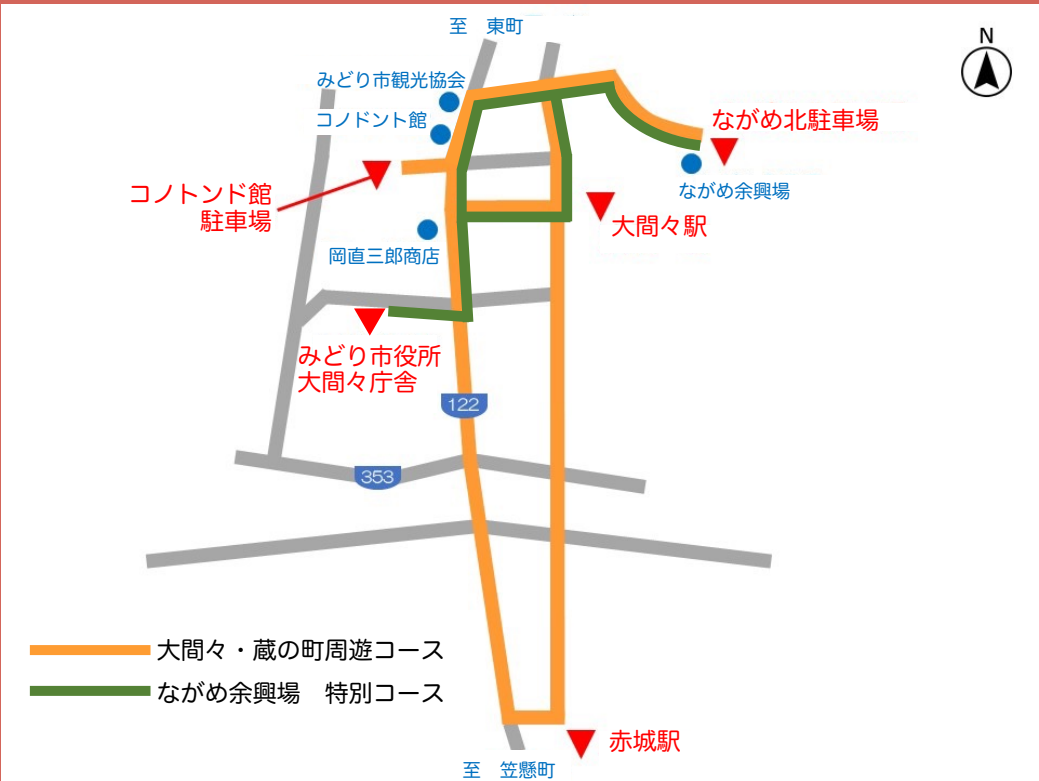 至　東町
N
みどり市観光協会
コノドント館
ながめ北駐車場
コノトンド館
駐車場
ながめ余興場
大間々駅
岡直三郎商店
みどり市役所
大間々庁舎
122
353
大間々・蔵の町周遊コース
ながめ余興場　特別コース
赤城駅
至　笠懸町